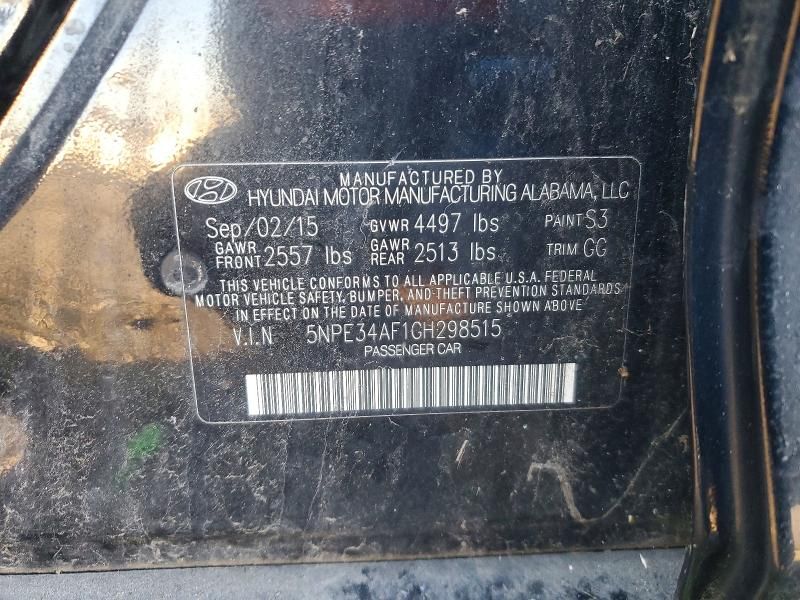 MANUFACTURED BY
HYUNDAI MOTOR MANUFACTURING ALABAMA, LLC
Sep/02/15 GVWR 4497 lbs PAINT S3
GAWR FRONT 2557 lbs GAWR REAR 2513 lbs TRIM GG
THIS VEHICLE CONFORMS TO ALL APPLICABLE U.S.A. FEDERAL
MOTOR VEHICLE SAFETY, BUMPER, AND THEFT PREVENTION STANDARDS
IN EFFECT ON THE DATE OF MANUFACTURE SHOWN ABOVE
V.I.N 5NPE34AF1GH298515
PASSENGER CAR